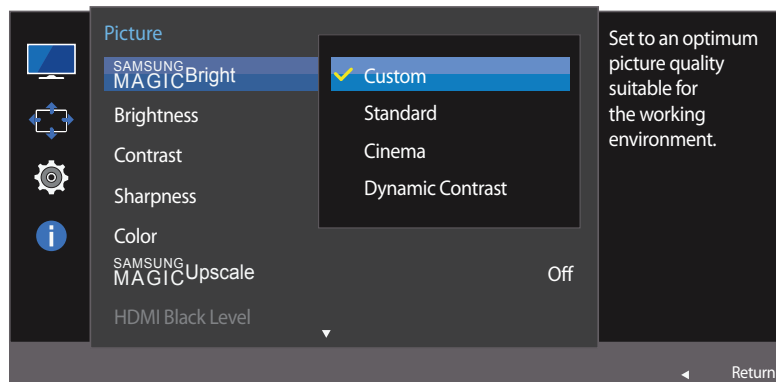 Picture
SAMSUNG
MAGICBright
Custom
Brightness
Standard
Contrast
Cinema
Sharpness
Dynamic Contrast
Color
SAMSUNG
MAGICUpscale Off
HDMI Black Level
Set to an optimum
picture quality
suitable for
the working
environment.
Return